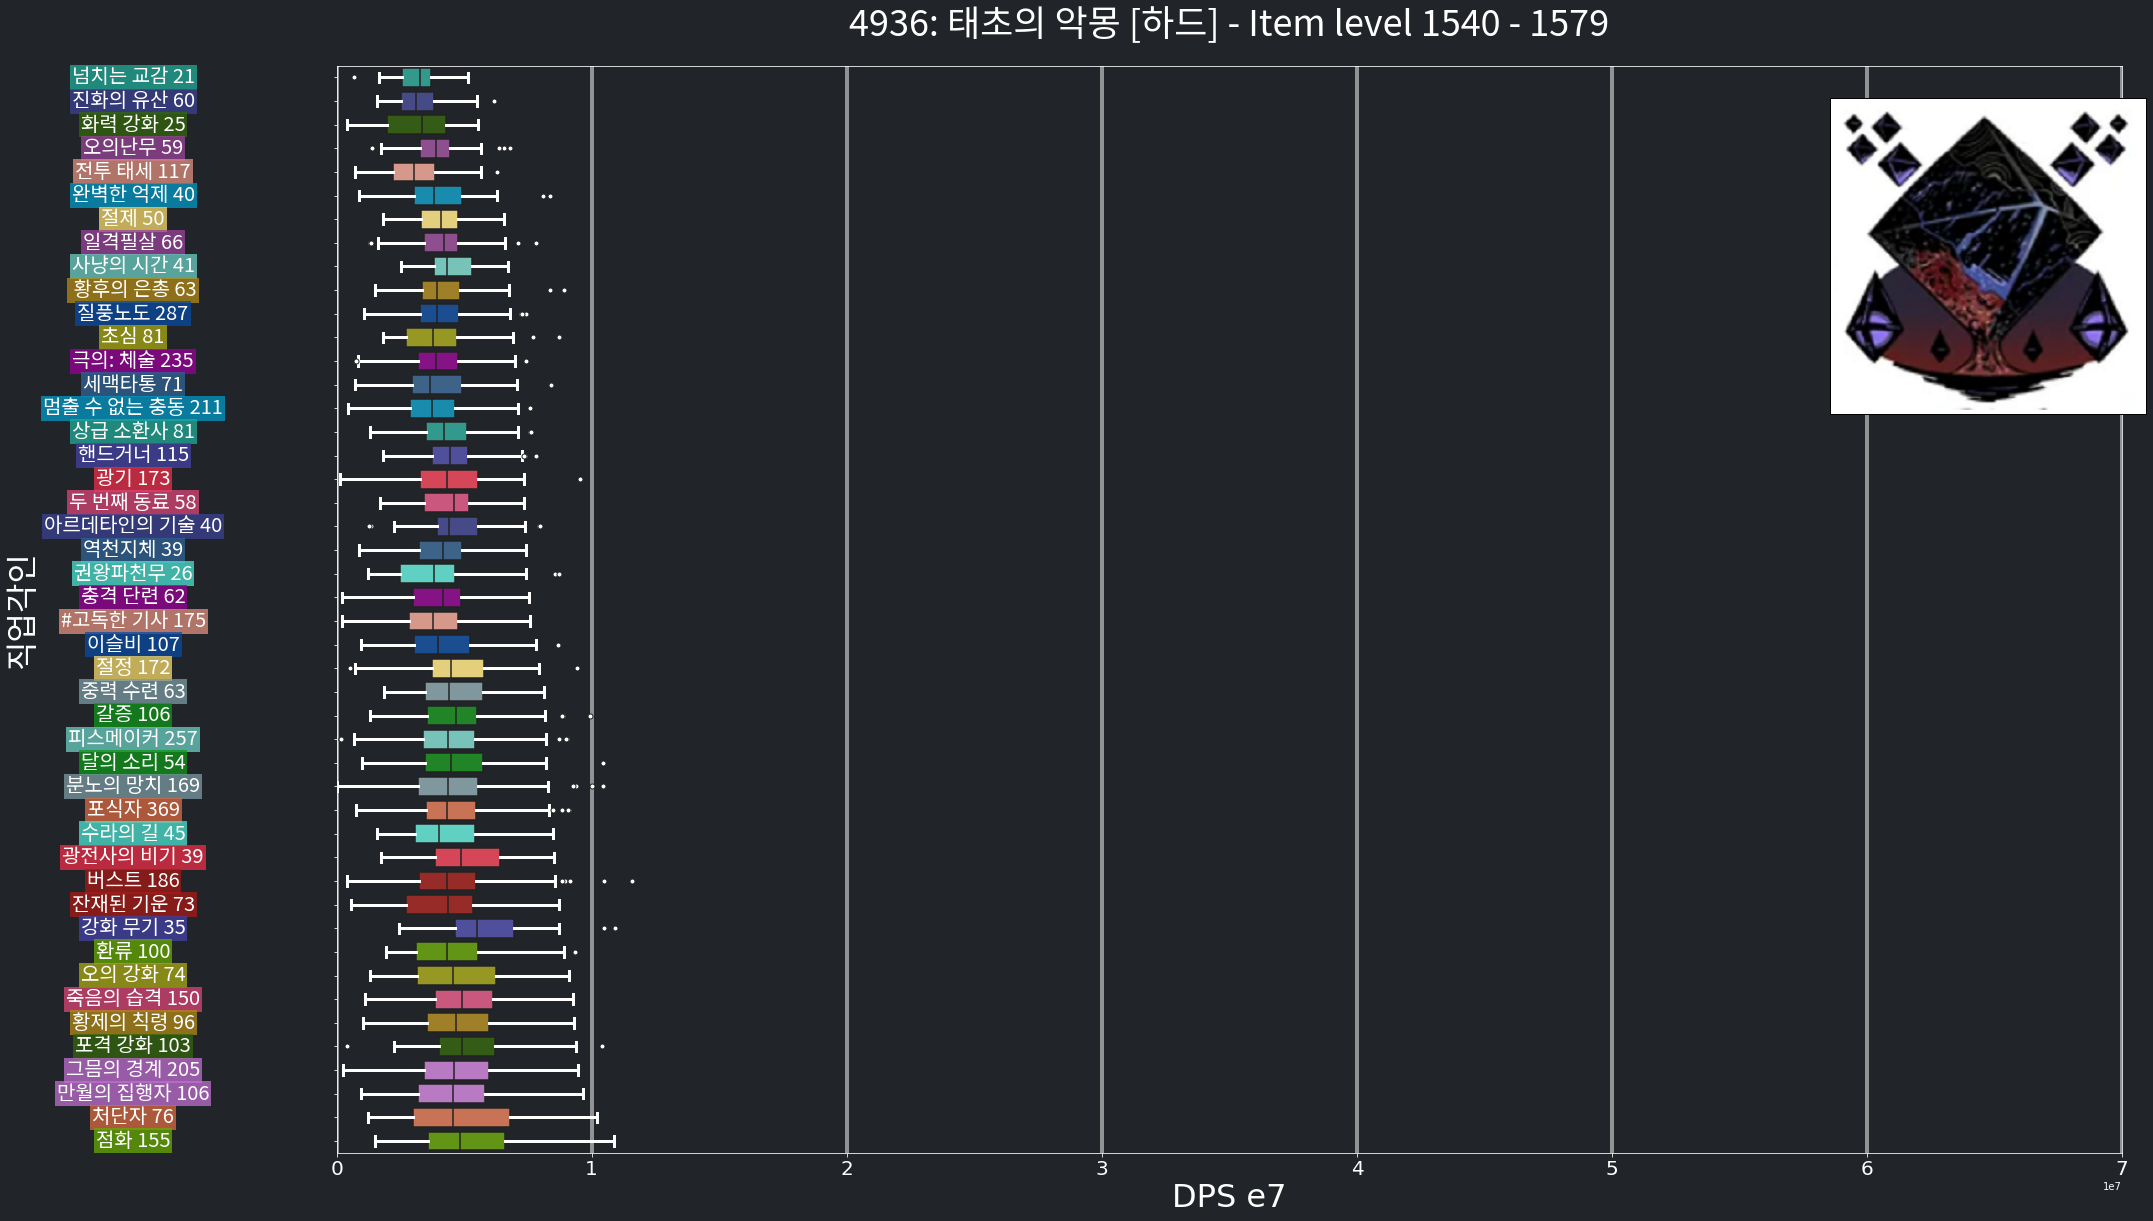 4936: 태초의 악몽 [하드] - Item level 1540 - 1579
넘치는 교감 21
진화의 유산 60
화력 강화 25
오의난무 59
전투 태세 117
완벽한 억제 40
절제 50
일격필살 66
사냥의 시간 41
황후의 은총 63
질풍노도 287
초심 81
극의: 체술 235
세맥타통 71
멈출 수 없는 충동 211
상급 소환사 81
핸드거너 115
광기 173
두 번째 동료 58
아르데타인의 기술 40
역천지체 39
권왕파천무 26
충격 단련 62
#고독한 기사 175
이슬비 107
절정 172
중력 수련 63
갈증 106
피스메이커 257
달의 소리 54
분노의 망치 169
포식자 369
수라의 길 45
광전사의 비기 39
버스트 186
잔재된 기운 73
강화 무기 35
환류 100
오의 강화 74
죽음의 습격 150
황제의 칙령 96
포격 강화 103
그믐의 경계 205
만월의 집행자 106
처단자 76
점화 155
직업각인
0 1 2 3 4 5 6 7
1e7
DPS e7